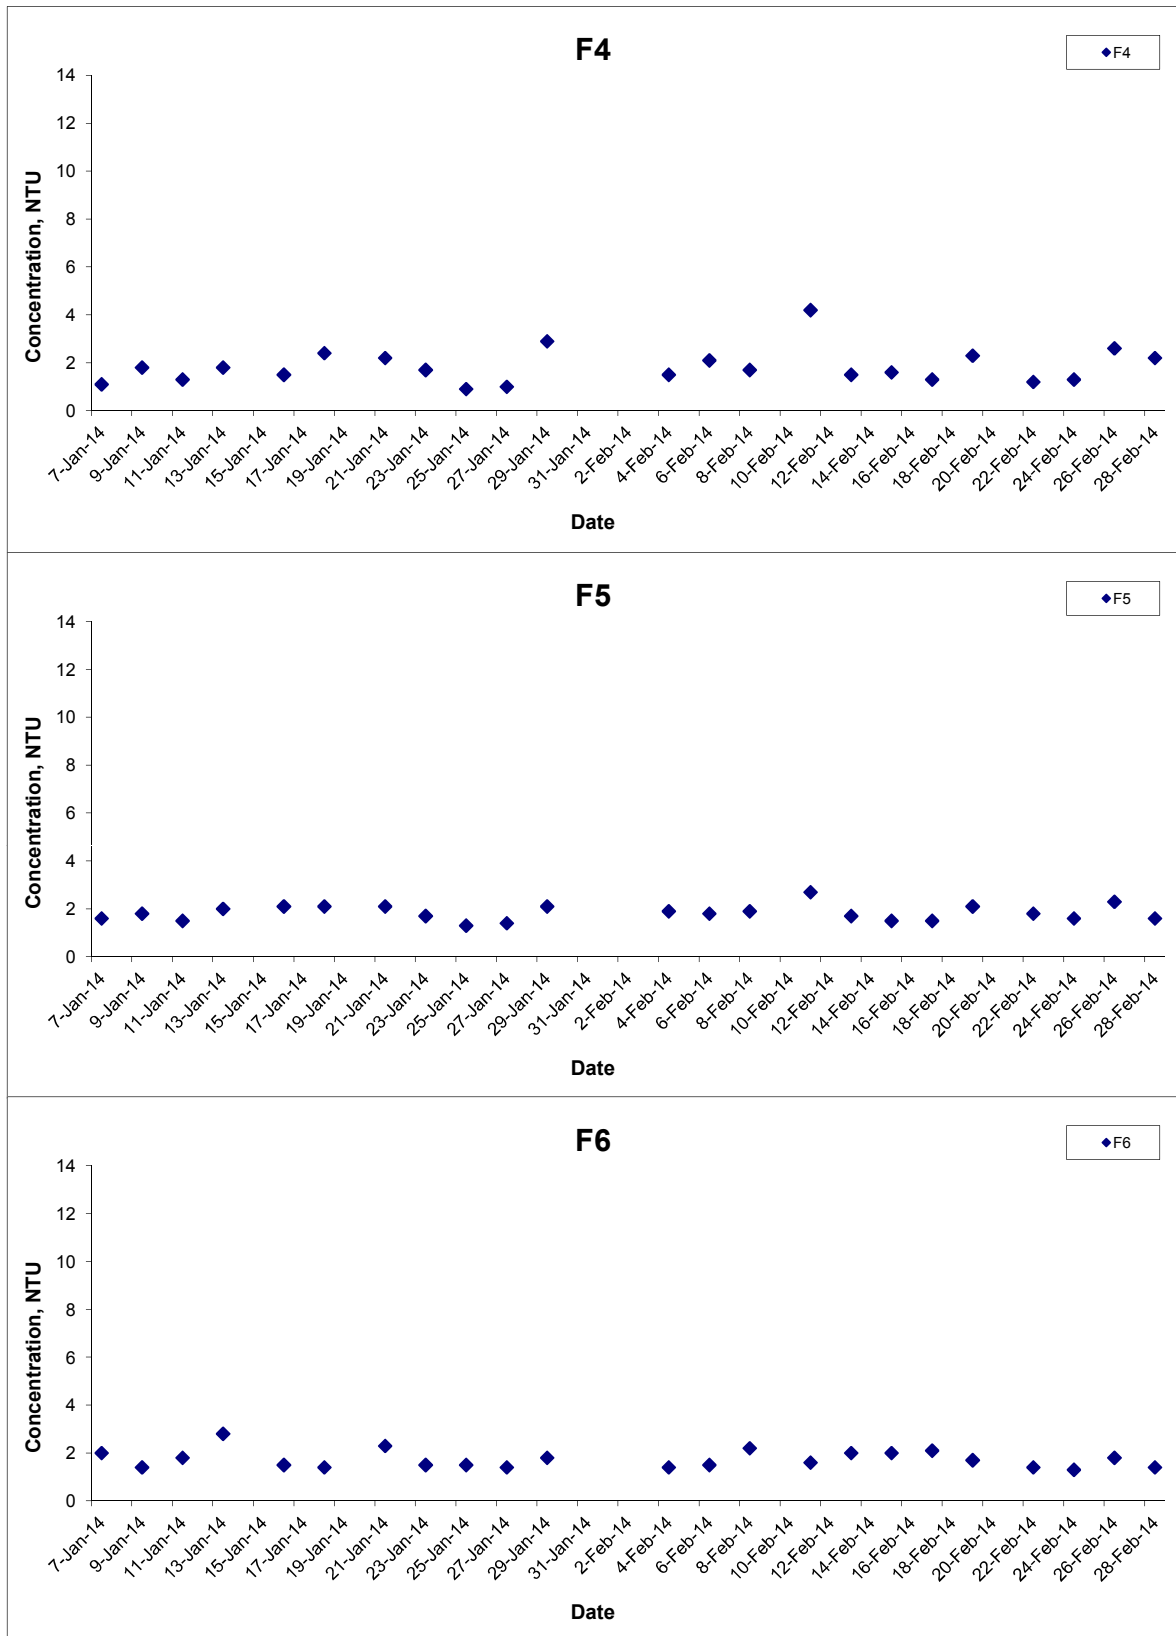 F4
F4
14
12
10
8
6
4
2
0
Concentration, NTU
7-Jan-14
9-Jan-14
11-Jan-14
13-Jan-14
15-Jan-14
17-Jan-14
19-Jan-14
21-Jan-14
23-Jan-14
25-Jan-14
27-Jan-14
29-Jan-14
31-Jan-14
2-Feb-14
4-Feb-14
6-Feb-14
8-Feb-14
10-Feb-14
12-Feb-14
14-Feb-14
16-Feb-14
18-Feb-14
20-Feb-14
22-Feb-14
24-Feb-14
26-Feb-14
28-Feb-14
Date
F5
F5
14
12
10
8
6
4
2
0
Concentration, NTU
7-Jan-14
9-Jan-14
11-Jan-14
13-Jan-14
15-Jan-14
17-Jan-14
19-Jan-14
21-Jan-14
23-Jan-14
25-Jan-14
27-Jan-14
29-Jan-14
31-Jan-14
2-Feb-14
4-Feb-14
6-Feb-14
8-Feb-14
10-Feb-14
12-Feb-14
14-Feb-14
16-Feb-14
18-Feb-14
20-Feb-14
22-Feb-14
24-Feb-14
26-Feb-14
28-Feb-14
Date
F6
F6
14
12
10
8
6
4
2
0
Concentration, NTU
7-Jan-14
9-Jan-14
11-Jan-14
13-Jan-14
15-Jan-14
17-Jan-14
19-Jan-14
21-Jan-14
23-Jan-14
25-Jan-14
27-Jan-14
29-Jan-14
31-Jan-14
2-Feb-14
4-Feb-14
6-Feb-14
8-Feb-14
10-Feb-14
12-Feb-14
14-Feb-14
16-Feb-14
18-Feb-14
20-Feb-14
22-Feb-14
24-Feb-14
26-Feb-14
28-Feb-14
Date